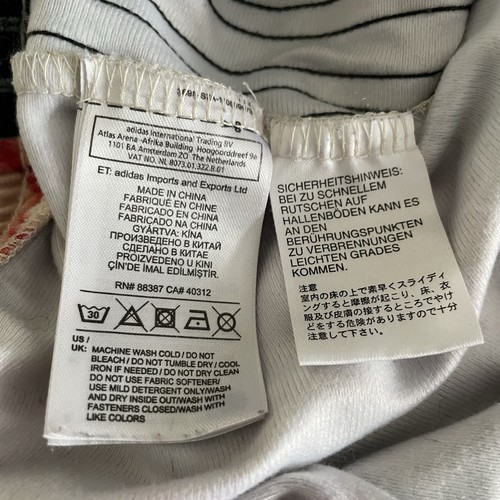 adidas International Trading BV
Atlas Arena -Afrika Building Hoogoorddreef 9a
1101 BA Amsterdam ZO The Netherlands
VAT NO. NL 8073.01.322.B.01
ET: adidas Imports and Exports Ltd
MADE IN CHINA
FABRIQUÉ EN CHINE
FABRICADO EN CHINA
FABRICADO NA CHINA
GYÁRTVA: KÍNA
ПРОИЗВЕДЕНО В КИТАЙ
СДЕЛАНО В КИТАЕ
PROIZVEDENO U KINI
ÇİN'DE İMAL EDİLMİŞTİR.
RN# 88387 CA# 40312
30
US /
UK: MACHINE WASH COLD / DO NOT
BLEACH / DO NOT TUMBLE DRY / COOL
IRON IF NEEDED / DO NOT DRY CLEAN
DO NOT USE FABRIC SOFTENER/
USE MILD DETERGENT ONLY/WASH
AND DRY INSIDE OUT/WASH WITH
FASTENERS CLOSED/WASH WITH
LIKE COLORS
SICHERHEITSHINWEIS:
BEI ZU SCHNELLEM
RUTSCHEN AUF
HALLENBÖDEN KANN ES
AN DEN
BERÜHRUNGSPUNKTEN
ZU VERBRENNUNGEN
LEICHTEN GRADES
KOMMEN.
注意
室内の床の上で素早くスライディ
ングすると摩擦が起こり、床、衣
服及び皮膚の接するところでやけ
どをする危険がありますので十分
注意して下さい。